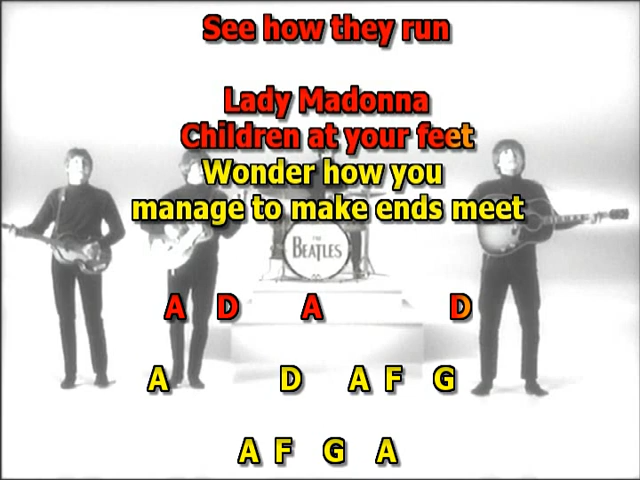 See how they run
Lady Madonna
Children at your feet
Wonder how you
manage to make ends meet
THE
BEATLES
A D A D
A D A F G
A F G A